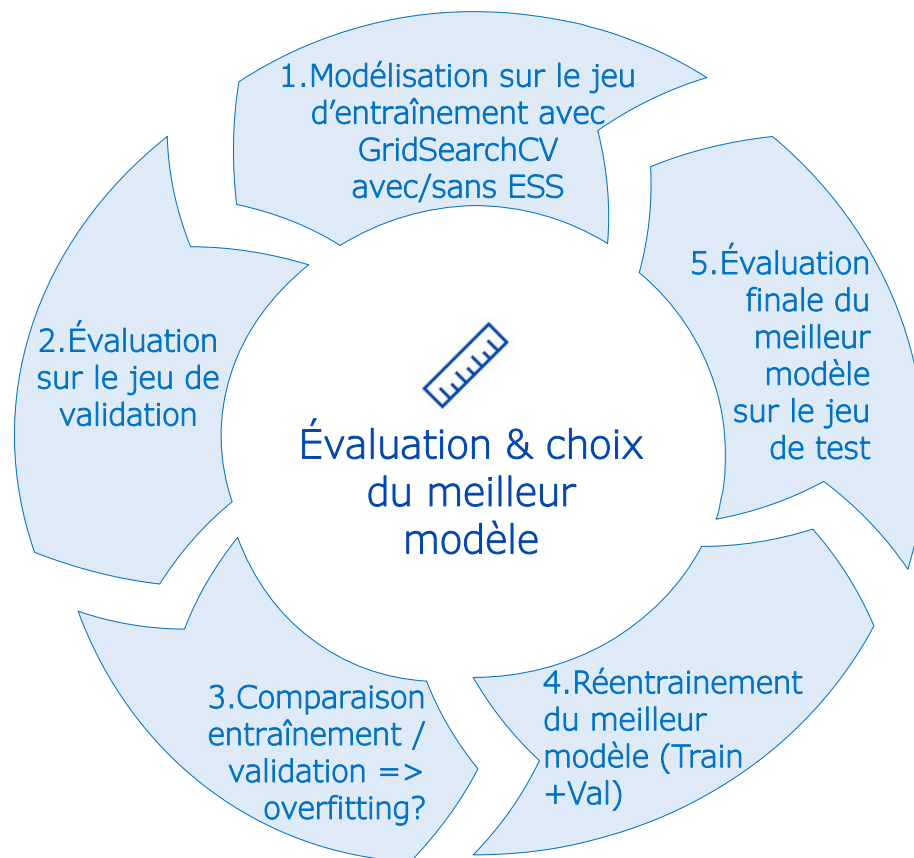 1.Modélisation sur le jeu
d'entraînement avec
GridSearchCV
avec/sans ESS
2.Évaluation
sur le jeu de
validation
3.Comparaison
entraînement /
validation =>
overfitting?
4.Réentrainement
du meilleur
modèle (Train
+Val)
5.Évaluation
finale du
meilleur
modèle
sur le jeu
de test
Évaluation & choix
du meilleur
modèle